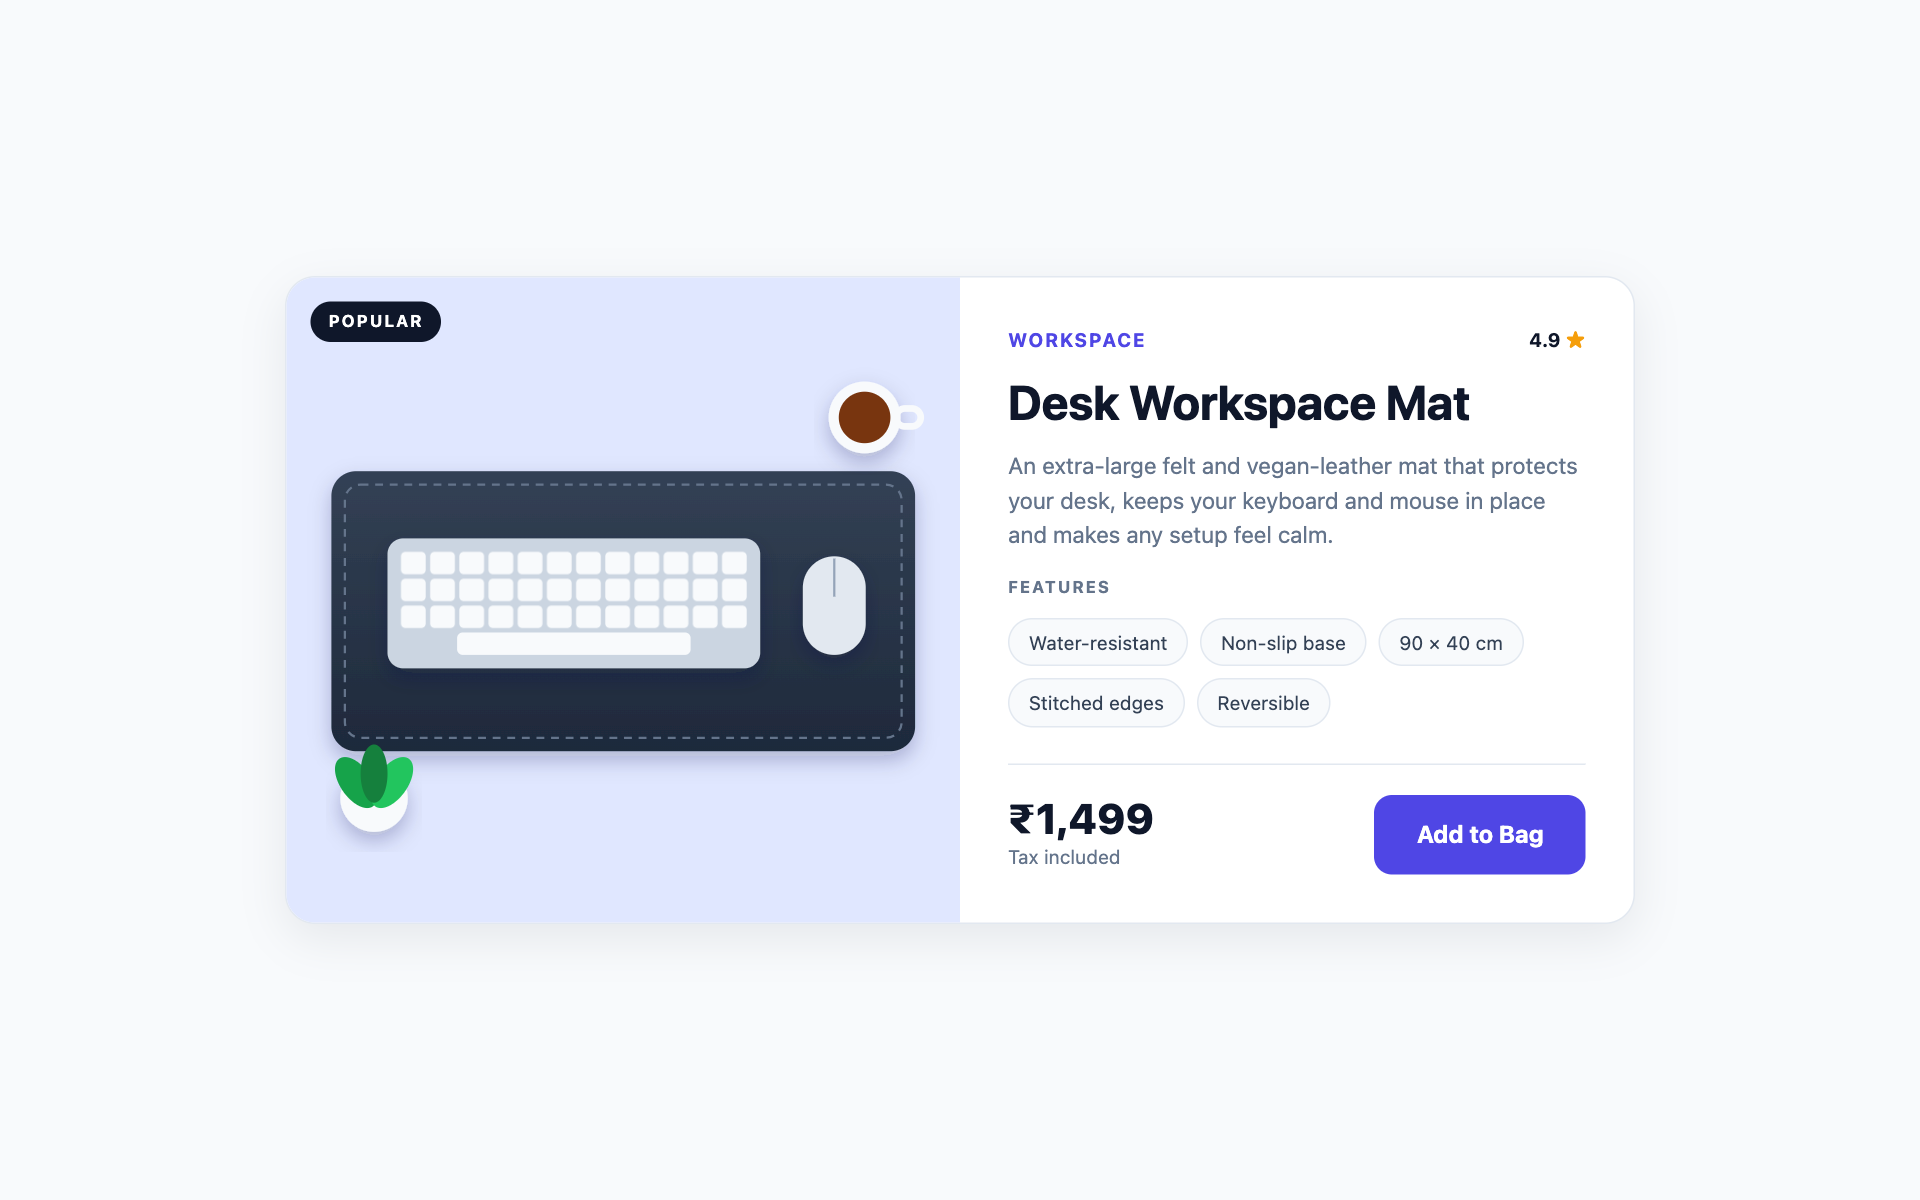 POPULAR
WORKSPACE
4.9 ★
Desk Workspace Mat
An extra-large felt and vegan-leather mat that protects
your desk, keeps your keyboard and mouse in place
and makes any setup feel calm.
FEATURES
Water-resistant
Non-slip base
90 × 40 cm
Stitched edges
Reversible
₹1,499
Tax included
Add to Bag